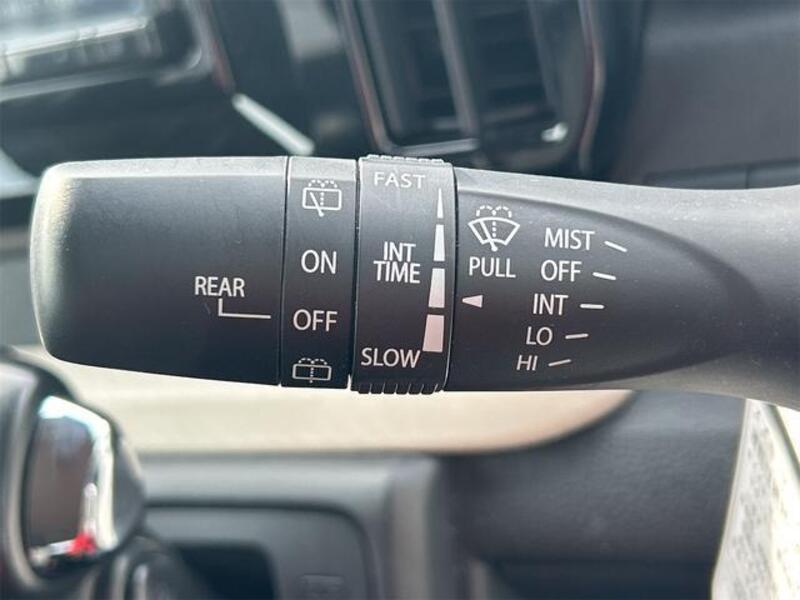 REAR
ON
OFF
FAST
INT
TIME
SLOW
PULL
MIST
OFF
INT
LO
HI